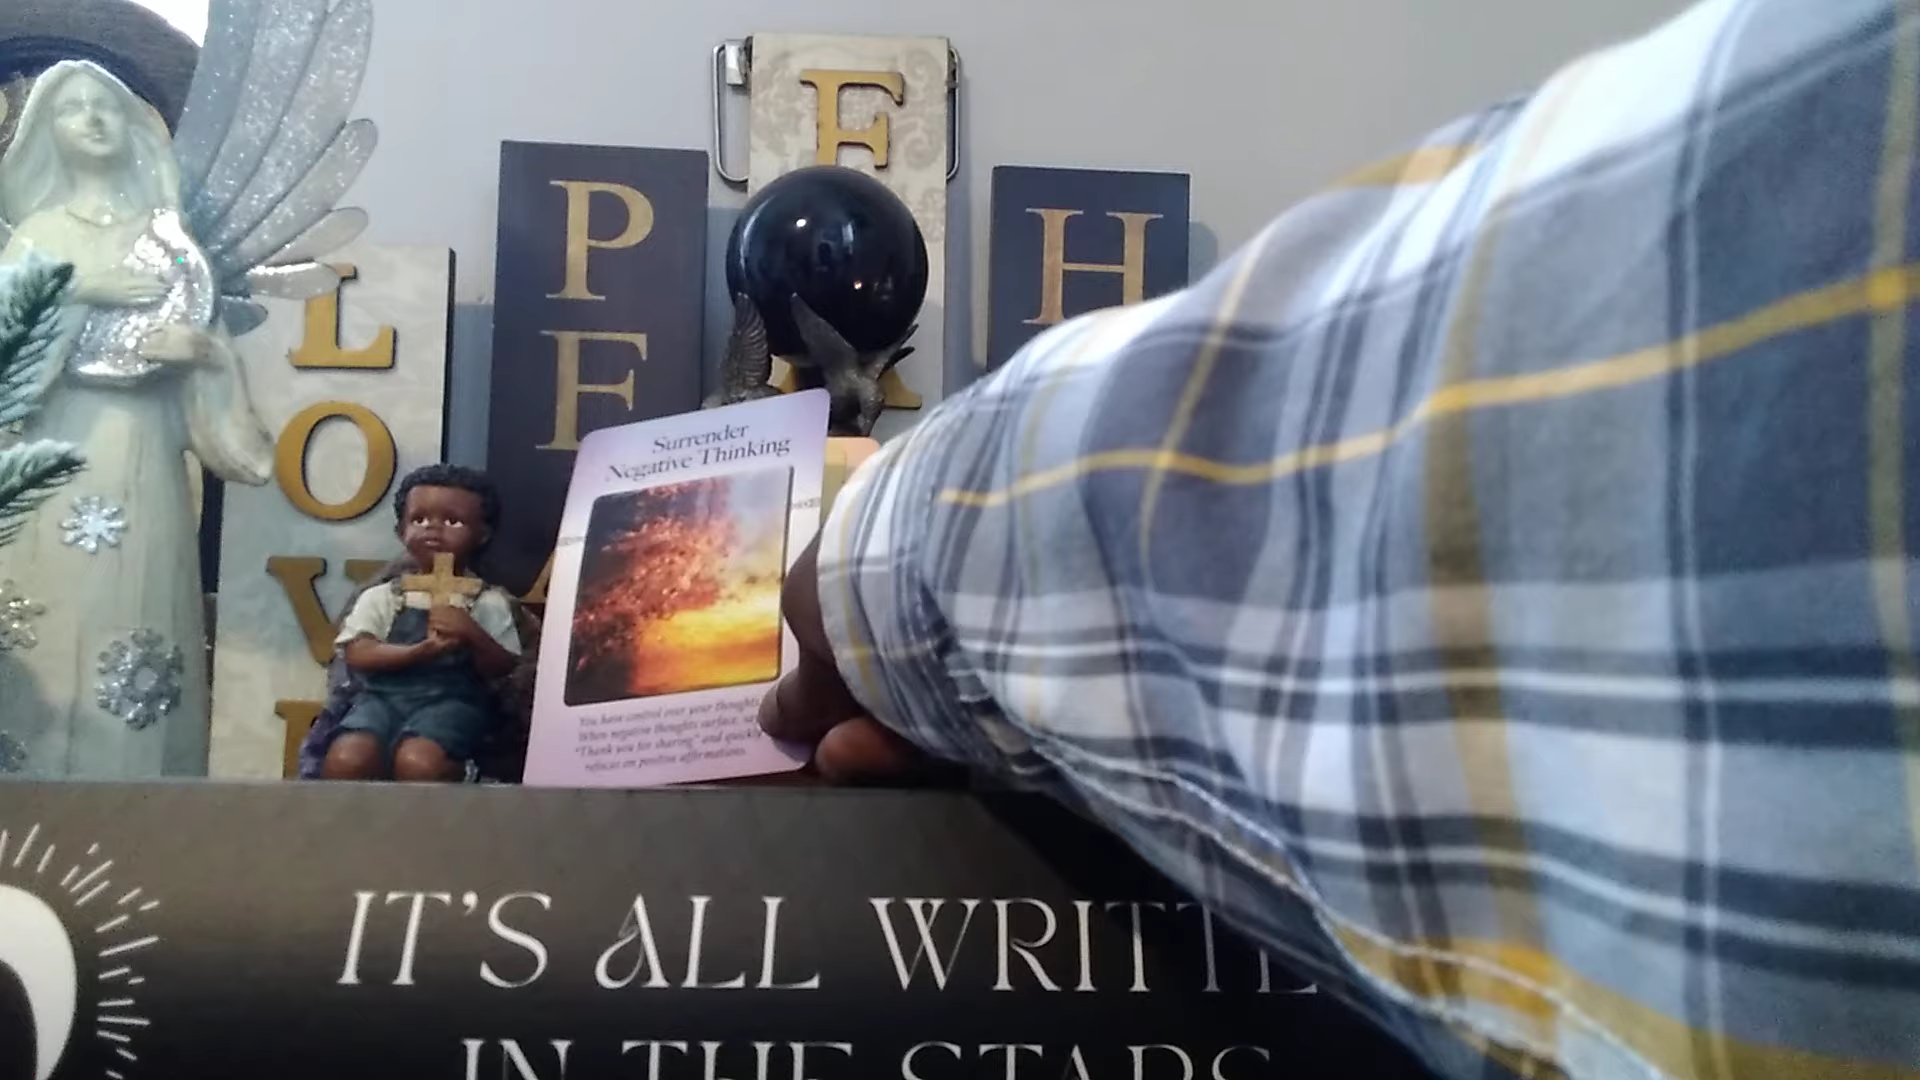 F
P
E
H
L
O
V
Surrender
Negative Thinking
You have control over your thoughts.
When negative thoughts surface, say
"Thank you for sharing" and quickly
refocus on positive affirmations.
IT'S ALL WRITTE
IN THE STARS